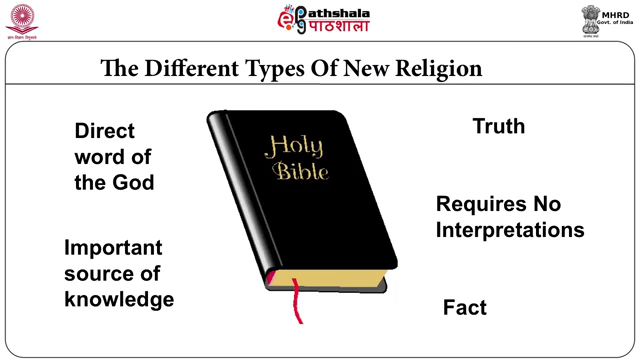 ज्ञान-विज्ञान विमुक्तये
Pathshala
पाठशाला
MHRD
Govt. of India
The Different Types Of New Religion
Direct
word of
the God
Important
source of
knowledge
Holy
Bible
Truth
Requires No
Interpretations
Fact